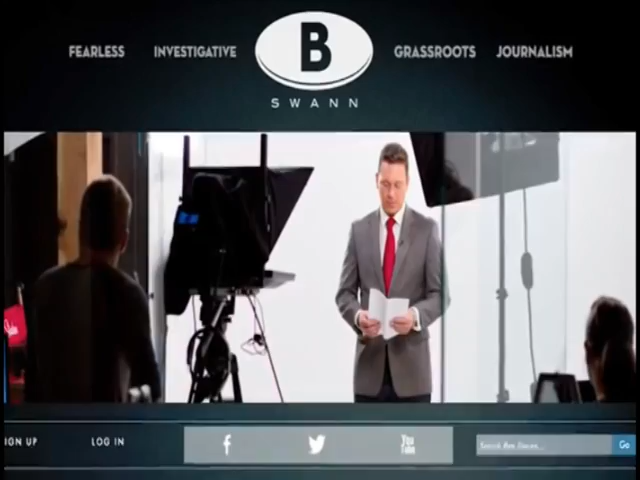 FEARLESS INVESTIGATIVE B GRASSROOTS JOURNALISM
SWANN
IGN UP LOG IN f You Tube Go